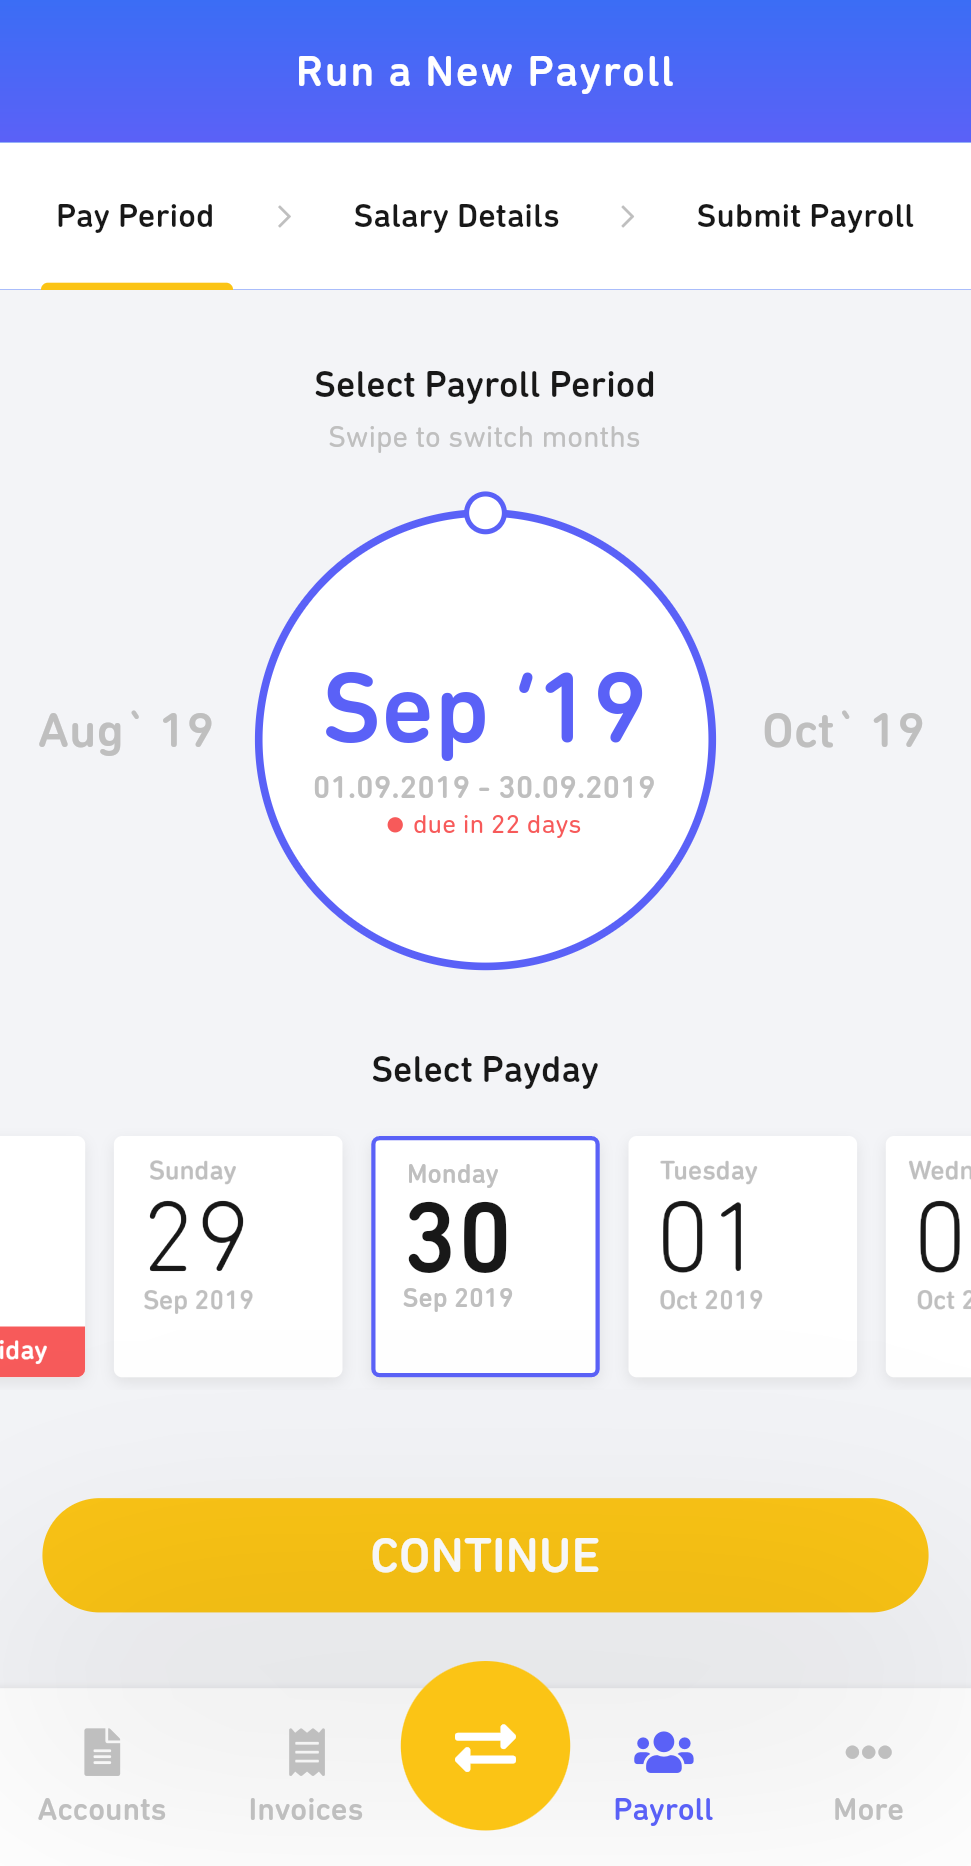 Run a New Payroll
Pay Period > Salary Details > Submit Payroll
Select Payroll Period
Swipe to switch months
Aug` 19
Sep ’19
01.09.2019 - 30.09.2019
due in 22 days
Oct` 19
Select Payday
iday
Sunday
29
Sep 2019
Monday
30
Sep 2019
Tuesday
01
Oct 2019
Wedn
0
Oct 2
CONTINUE
Accounts
Invoices
Payroll
More